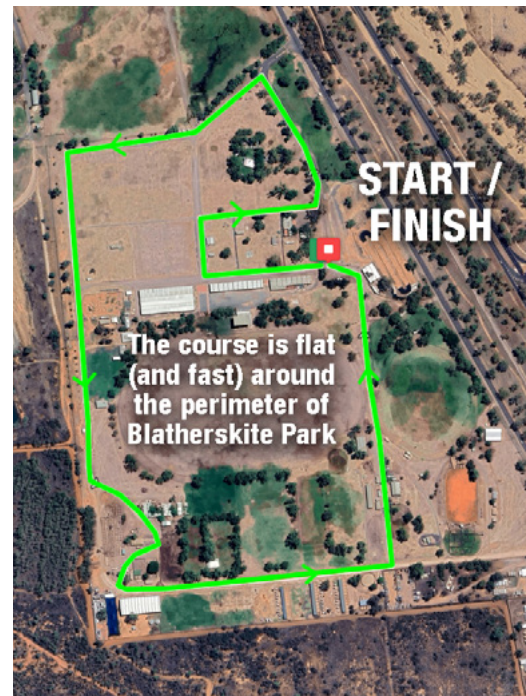 START /
FINISH
The course is flat
(and fast) around
the perimeter of
Blatherskite Park